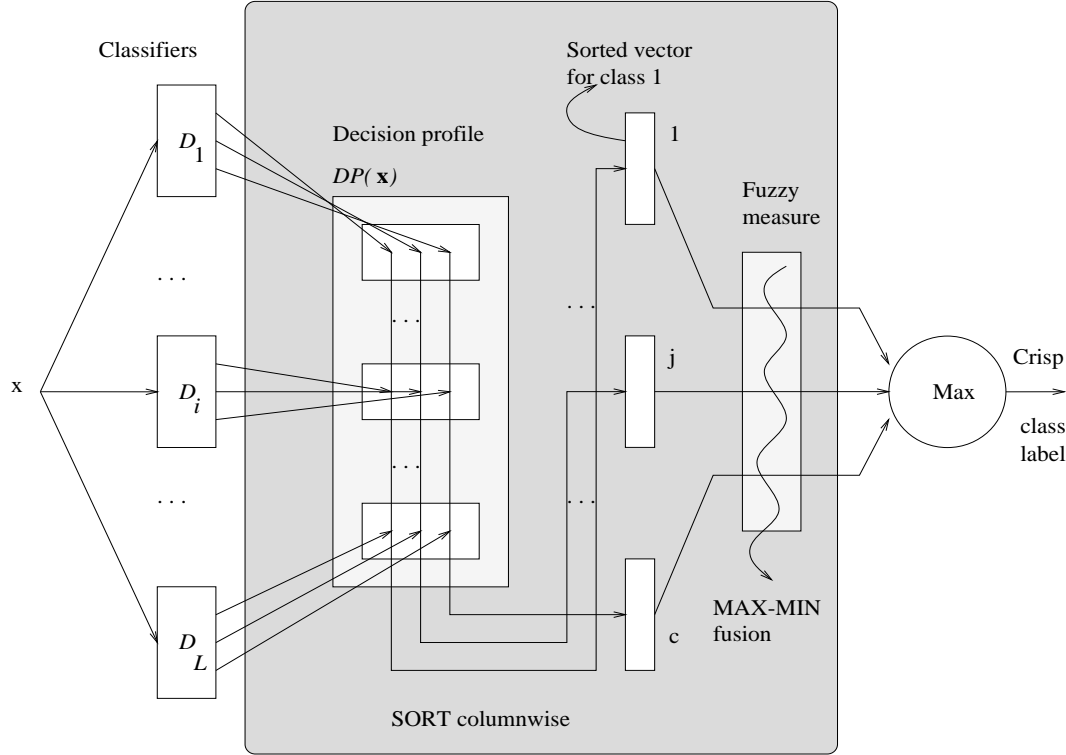 Classifiers
D1
. . .
x
Di
. . .
DL
Decision profile
DP( x )
. . .
. . .
SORT columnwise
Sorted vector
for class 1
1
. . .
j
. . .
c
Fuzzy
measure
MAX-MIN
fusion
Max
Crisp
class
label